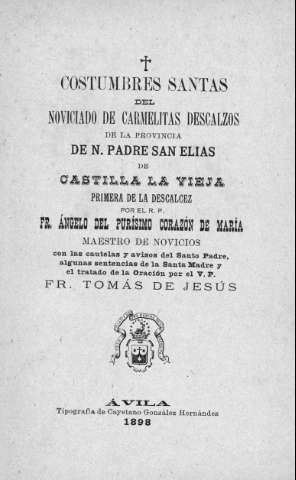 COSTUMBRES SANTAS
DEL
NOVICIADO DE CARMELITAS DESCALZOS
DE LA PROVINCIA
DE N. PADRE SAN ELIAS
DE
CASTILLA LA VIEJA
PRIMERA DE LA DESCALCEZ
POR EL R. P.
FR. ÁNGELO DEL PURÍSIMO CORAZÓN DE MARÍA
MAESTRO DE NOVICIOS
con las cautelas y avisos del Santo Padre,
algunas sentencias de la Santa Madre y
el tratado de la Oración por el V. P.
FR. TOMÁS DE JESÚS
ÁVILA
Tipografía de Cayetano González Hernández
1898